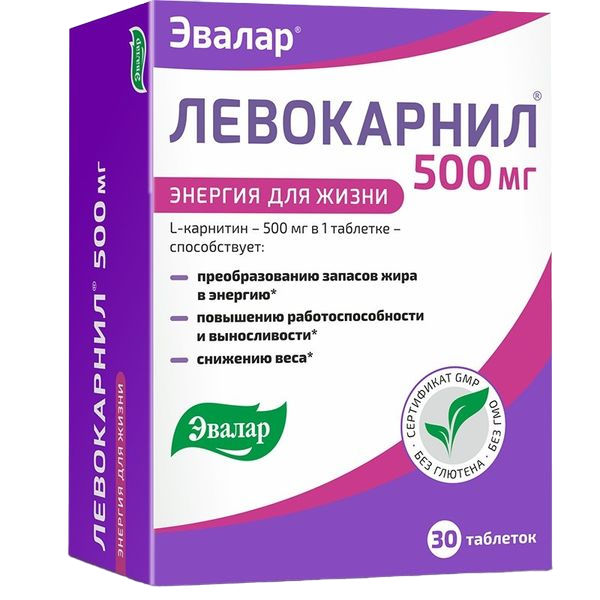 Эвалар®
ЛЕВОКАРНИЛ®
500 мг
ЭНЕРГИЯ ДЛЯ ЖИЗНИ
L-карнитин – 500 мг в 1 таблетке –
способствует:
преобразованию запасов жира
в энергию*
повышению работоспособности
и выносливости*
снижению веса*
Эвалар
СЕРТИФИКАТ GMP
БЕЗ ГЛЮТЕНА
БЕЗ ГМО
30 таблеток
Эвалар
ЛЕВОКАРНИЛ® 500 мг
ЭНЕРГИЯ ДЛЯ ЖИЗНИ